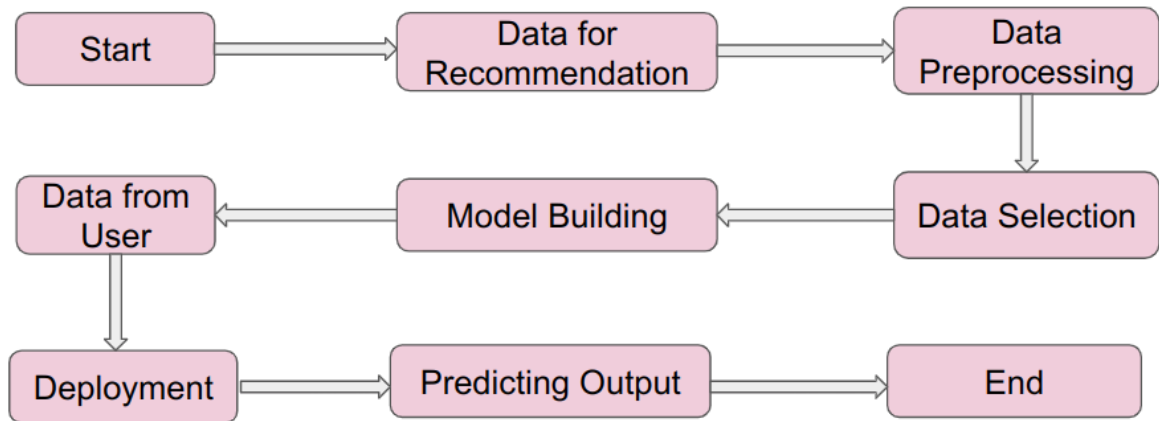 Start
Data for
Recommendation
Data
Preprocessing
Data from
User
Model Building
Data Selection
Deployment
Predicting Output
End